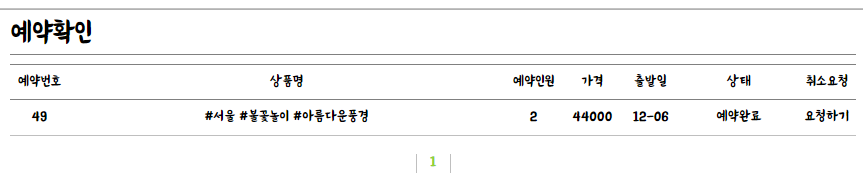 예약확인
예약번호 상품명 예약인원 가격 출발일 상태 취소요청
49 #서울 #불꽃놀이 #아름다운풍경 2 44000 12-06 예약완료 요청하기
1